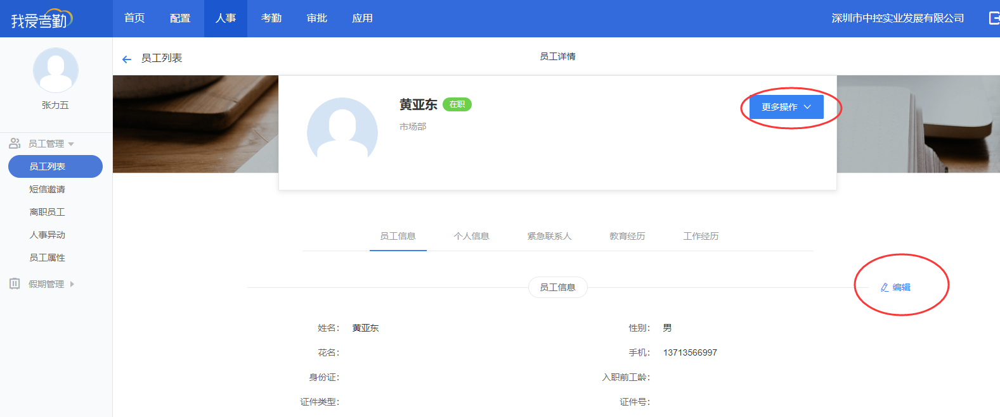 我爱考勤
首页 配置 人事 考勤 审批 应用
深圳市中控实业发展有限公司
张力五
员工管理
员工列表
短信邀请
离职员工
人事异动
员工属性
假期管理
员工列表
员工详情
黄亚东 在职
市场部
更多操作
员工信息 个人信息 紧急联系人 教育经历 工作经历
员工信息
编辑
姓名： 黄亚东 性别： 男
花名： 手机： 13713566997
身份证： 入职前工龄：
证件类型： 证件号：